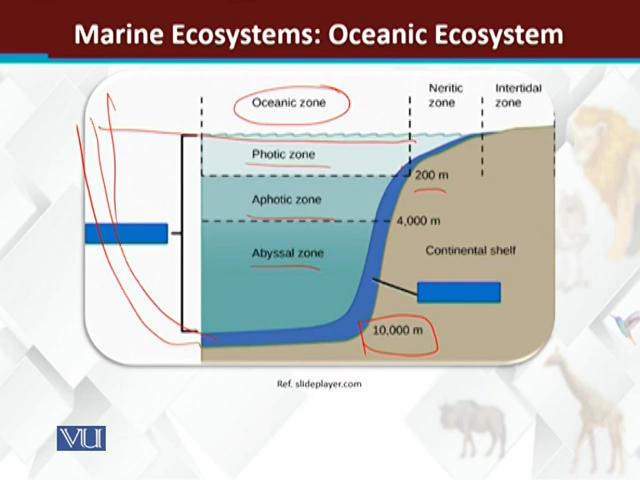 Marine Ecosystems: Oceanic Ecosystem
Oceanic zone
Neritic
zone
Intertidal
zone
Photic zone
200 m
Aphotic zone
4,000 m
Abyssal zone
Continental shelf
10,000 m
Ref. slideplayer.com
VU